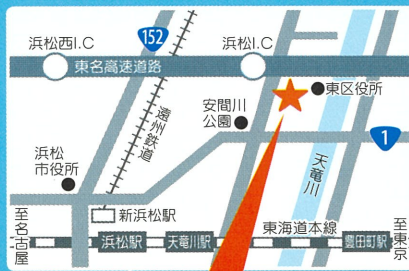 浜松西I.C
152
浜松I.C
東名高速道路
東区役所
安間川
公園
遠州鉄道
1
浜松
市役所
天竜川
至名古屋
新浜松駅
東海道本線
至東京
浜松駅
天竜川駅
豊田町駅